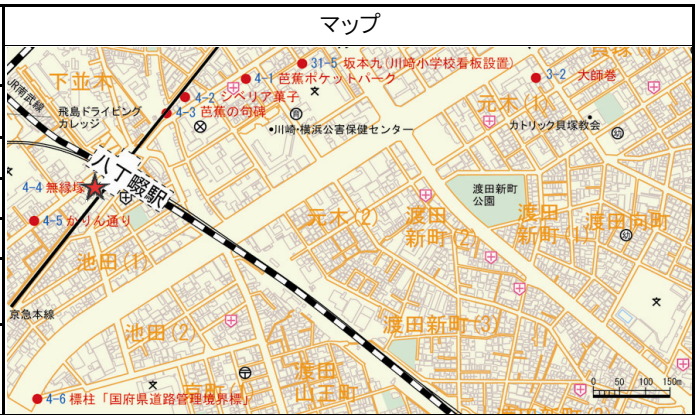 マップ
31-5 坂本九(川崎小学校看板設置)
4-1 芭蕉ポケットパーク
3-2 大師巻
下並木
JR南武線
4-2 シベリア菓子
4-3 芭蕉の句碑
飛島ドライビング
カレッジ
・川崎・横浜公害保健センター
元木(1)
カトリック貝塚教会
八丁畷駅
4-4 無縁塚
4-5 かりん通り
渡田新町
公園
元木(2)
渡田
新町(2)
渡田
新町(1)
渡田向町
池田(1)
京急本線
池田(2)
渡田新町(3)
渡田
山王町
京町(1)
4-6 標柱「国府県道路管理境界標」
0 50 100 150m